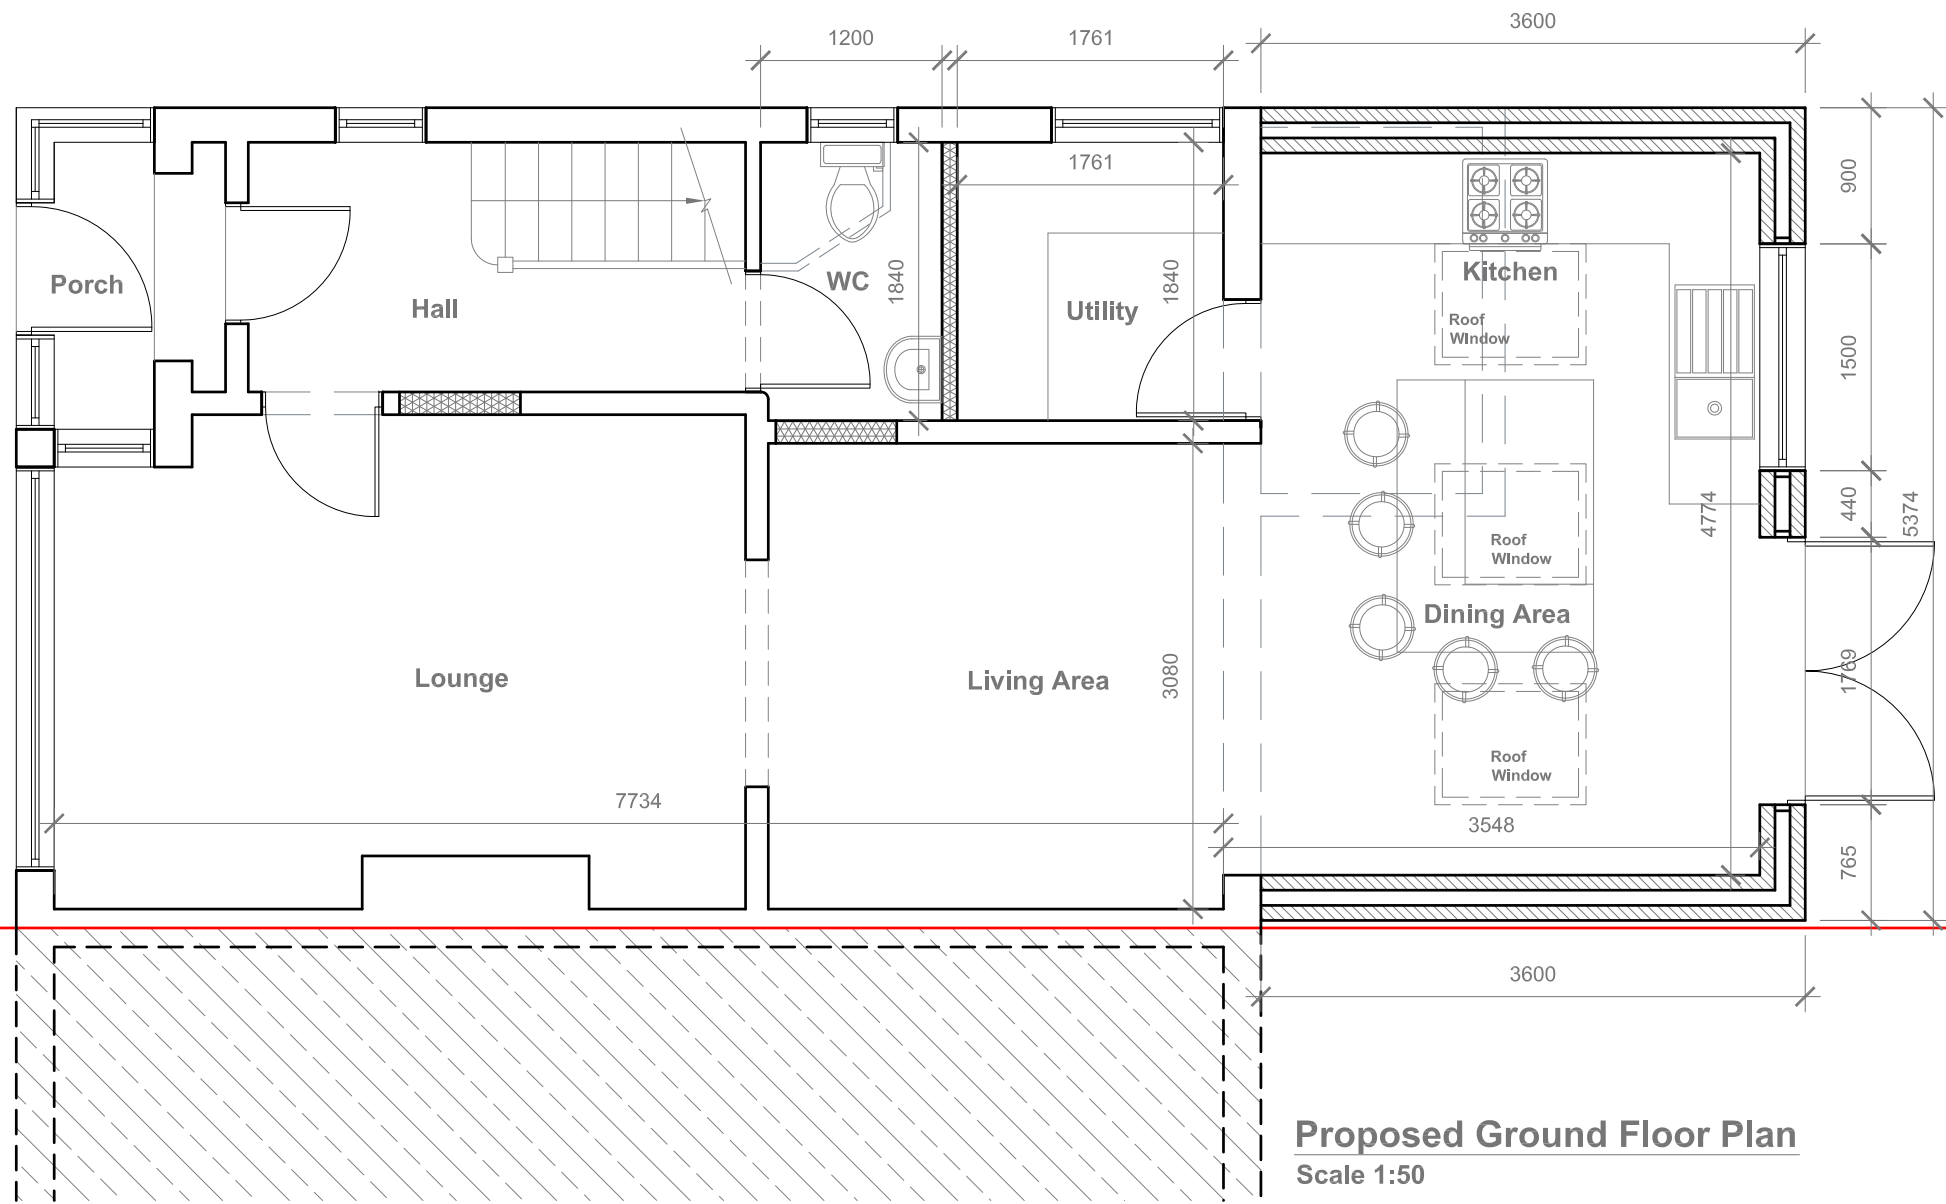 3600
1200
1761
1761
900
Porch
Hall
WC
1840
Utility
1840
Kitchen
Roof
WIndow
1500
4774
440
5374
Roof
WIndow
Dining Area
Lounge
Living Area
3080
1769
Roof
WIndow
7734
3548
765
3600
Proposed Ground Floor Plan
Scale 1:50